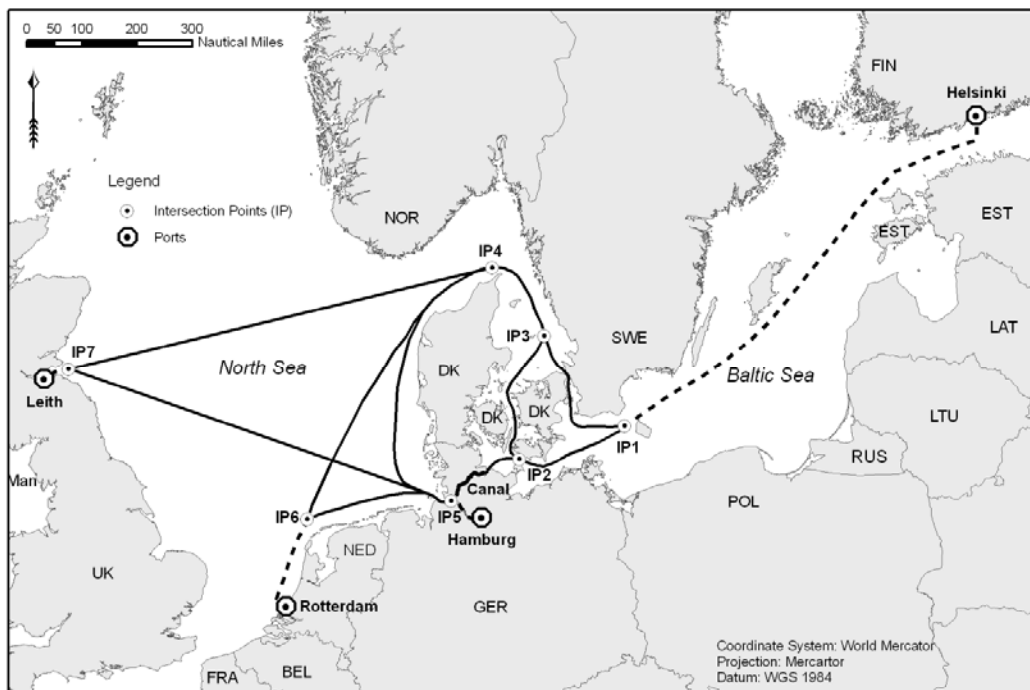 0 100 200 300
Nautical Miles
FIN
Helsinki
Legend
Intersection Points (IP)
Ports
NOR
EST
EST
IP4
IP3
SWE
LAT
IP7
North Sea
DK
Baltic Sea
Leith
DK
DK
LTU
IP1
RUS
IP2
Man
Canal
POL
IP5
IP6
Hamburg
NED
UK
Rotterdam
GER
FRA
BEL
Coordinate System: World Mercator
Projection: Mercartor
Datum: WGS 1984